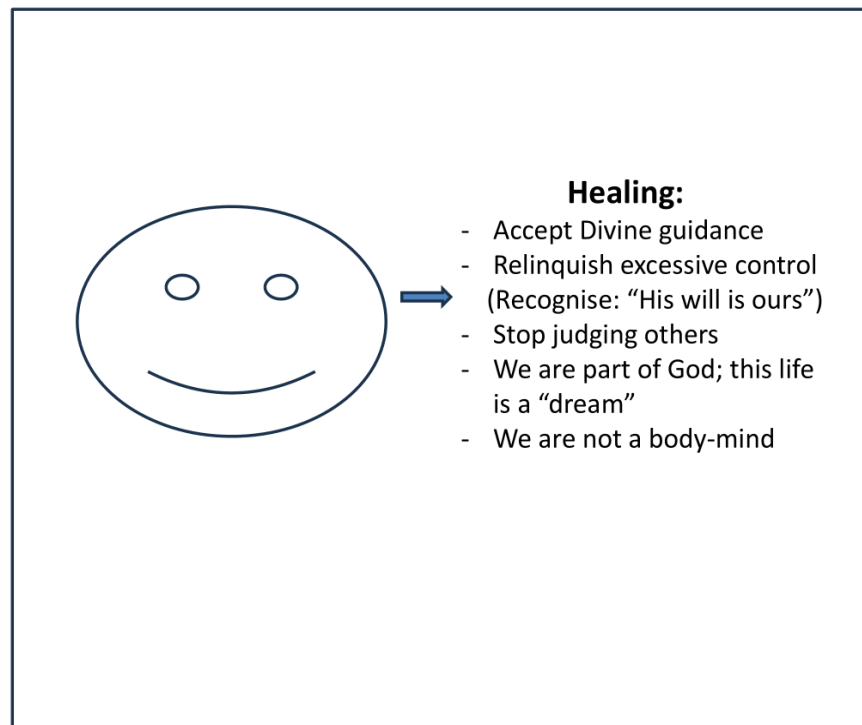 Healing:
- Accept Divine guidance
- Relinquish excessive control
(Recognise: “His will is ours”)
- Stop judging others
- We are part of God; this life
is a “dream”
- We are not a body-mind